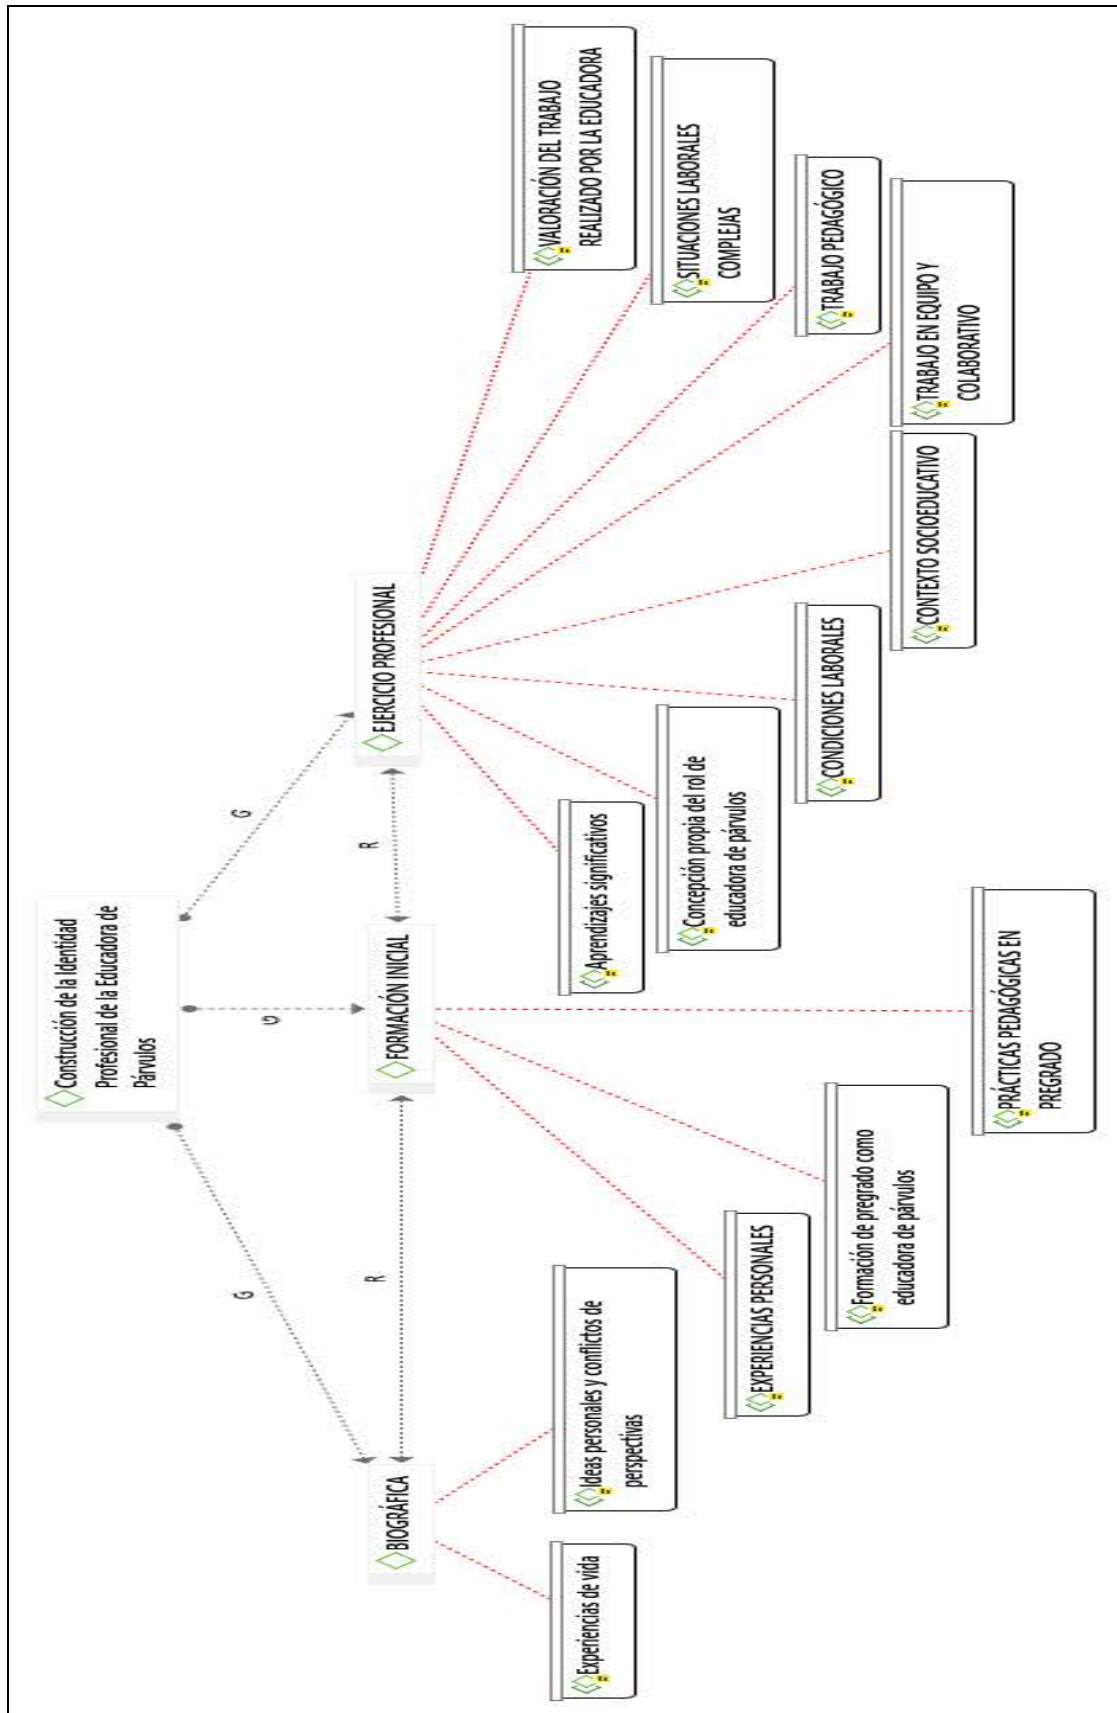 Construcción de la Identidad
Profesional de la Educadora de
Párvulos
G
G
G
BIOGRÁFICA
R
FORMACIÓN INICIAL
R
EJERCICIO PROFESIONAL
Experiencias de vida
Ideas personales y conflictos de
perspectivas
EXPERIENCIAS PERSONALES
Formación de pregrado como
educadora de párvulos
PRÁCTICAS PEDAGÓGICAS EN
PREGRADO
Aprendizajes significativos
Concepción propia del rol de
educadora de párvulos
CONDICIONES LABORALES
CONTEXTO SOCIOEDUCATIVO
TRABAJO EN EQUIPO Y
COLABORATIVO
TRABAJO PEDAGÓGICO
SITUACIONES LABORALES
COMPLEJAS
VALORACIÓN DEL TRABAJO
REALIZADO POR LA EDUCADORA